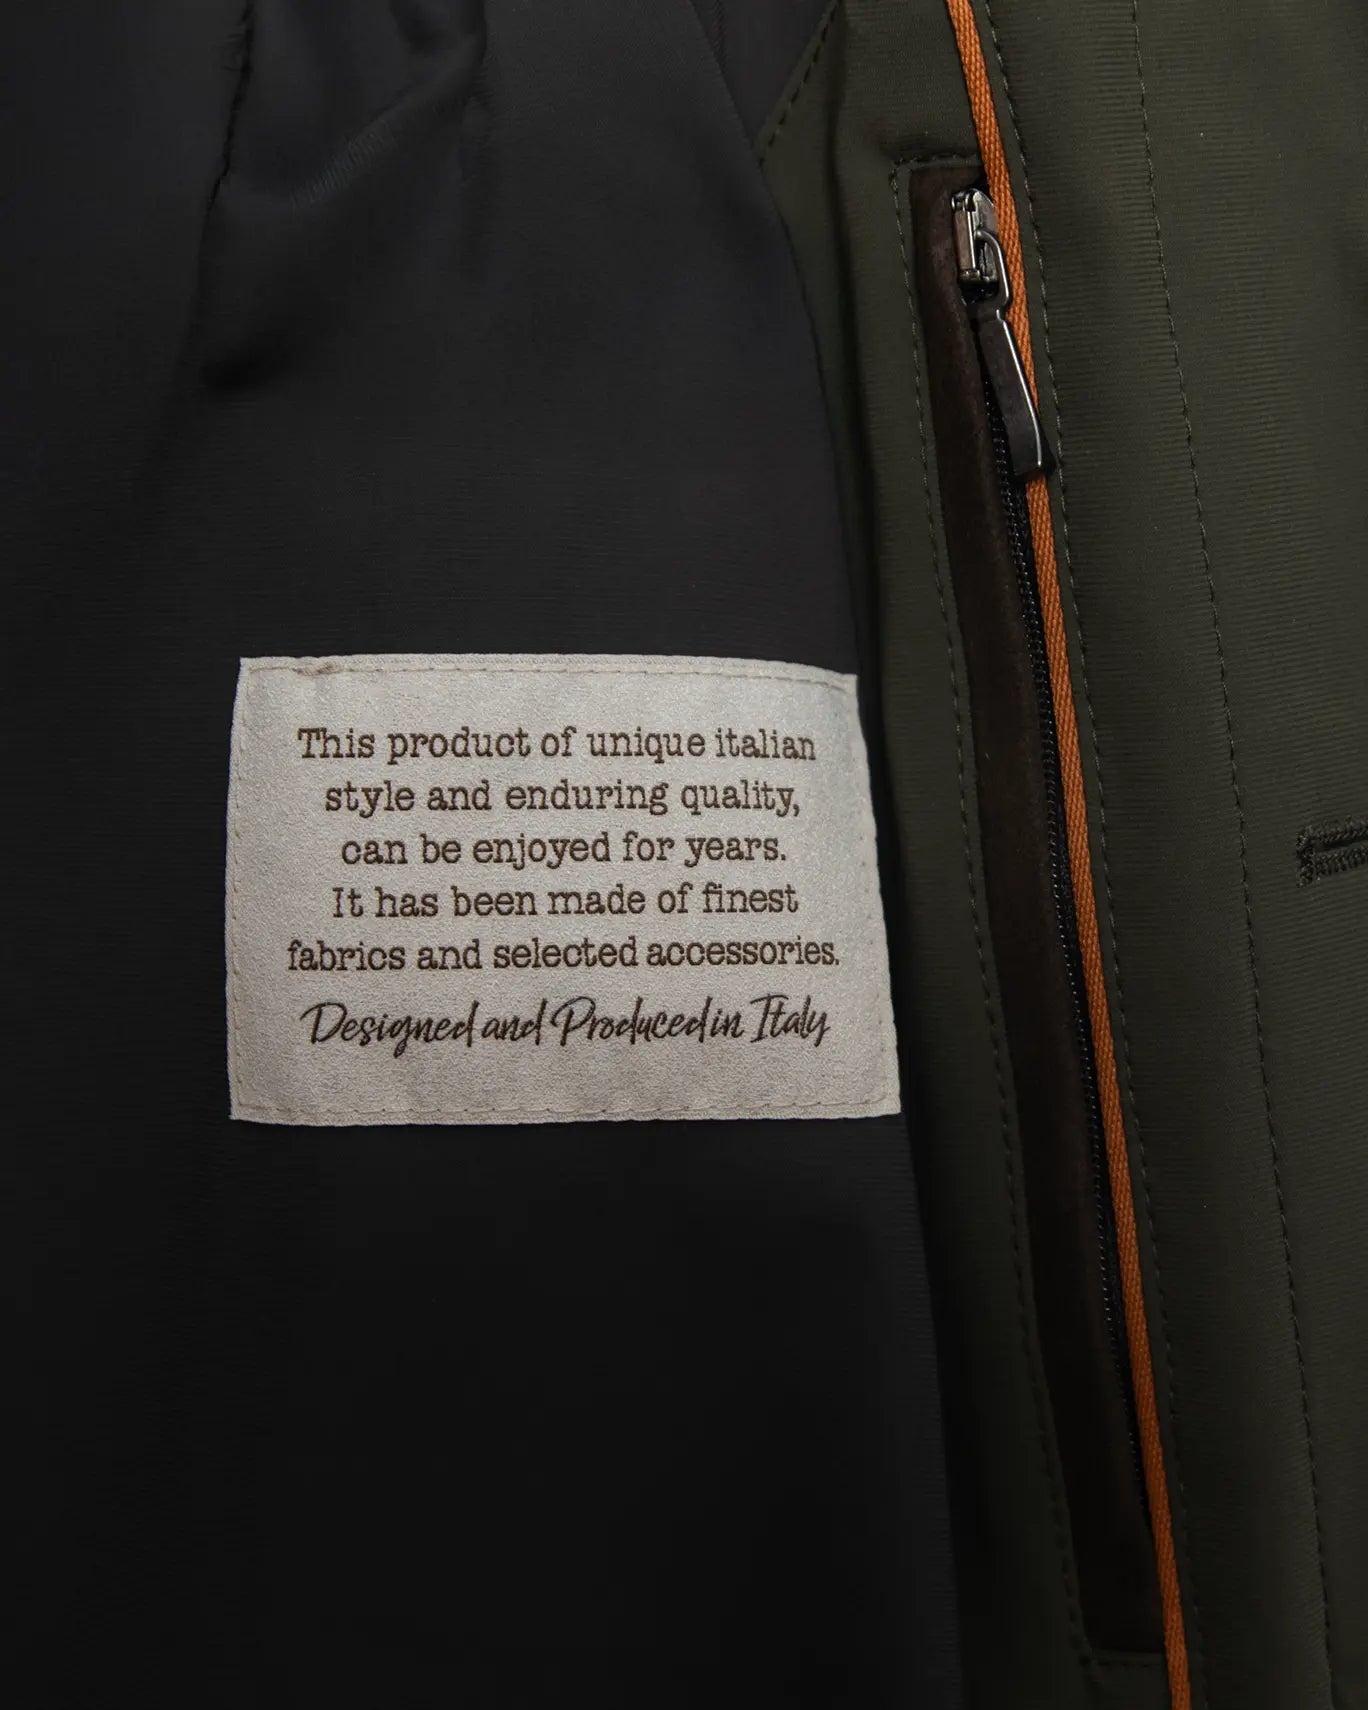 This product of unique italian
style and enduring quality,
can be enjoyed for years.
It has been made of finest
fabrics and selected accessories.
Designed and Produced in Italy